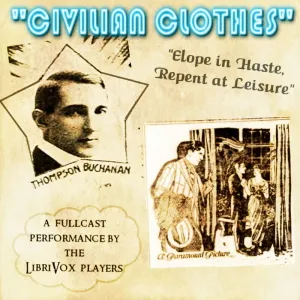 "CIVILIAN CLOTHES"
"Elope in Haste,
Repent at Leisure"
THOMPSON BUCHANAN
A FULLCAST
PERFORMANCE BY
THE
LIBRIVOX PLAYERS
A Paramount Picture